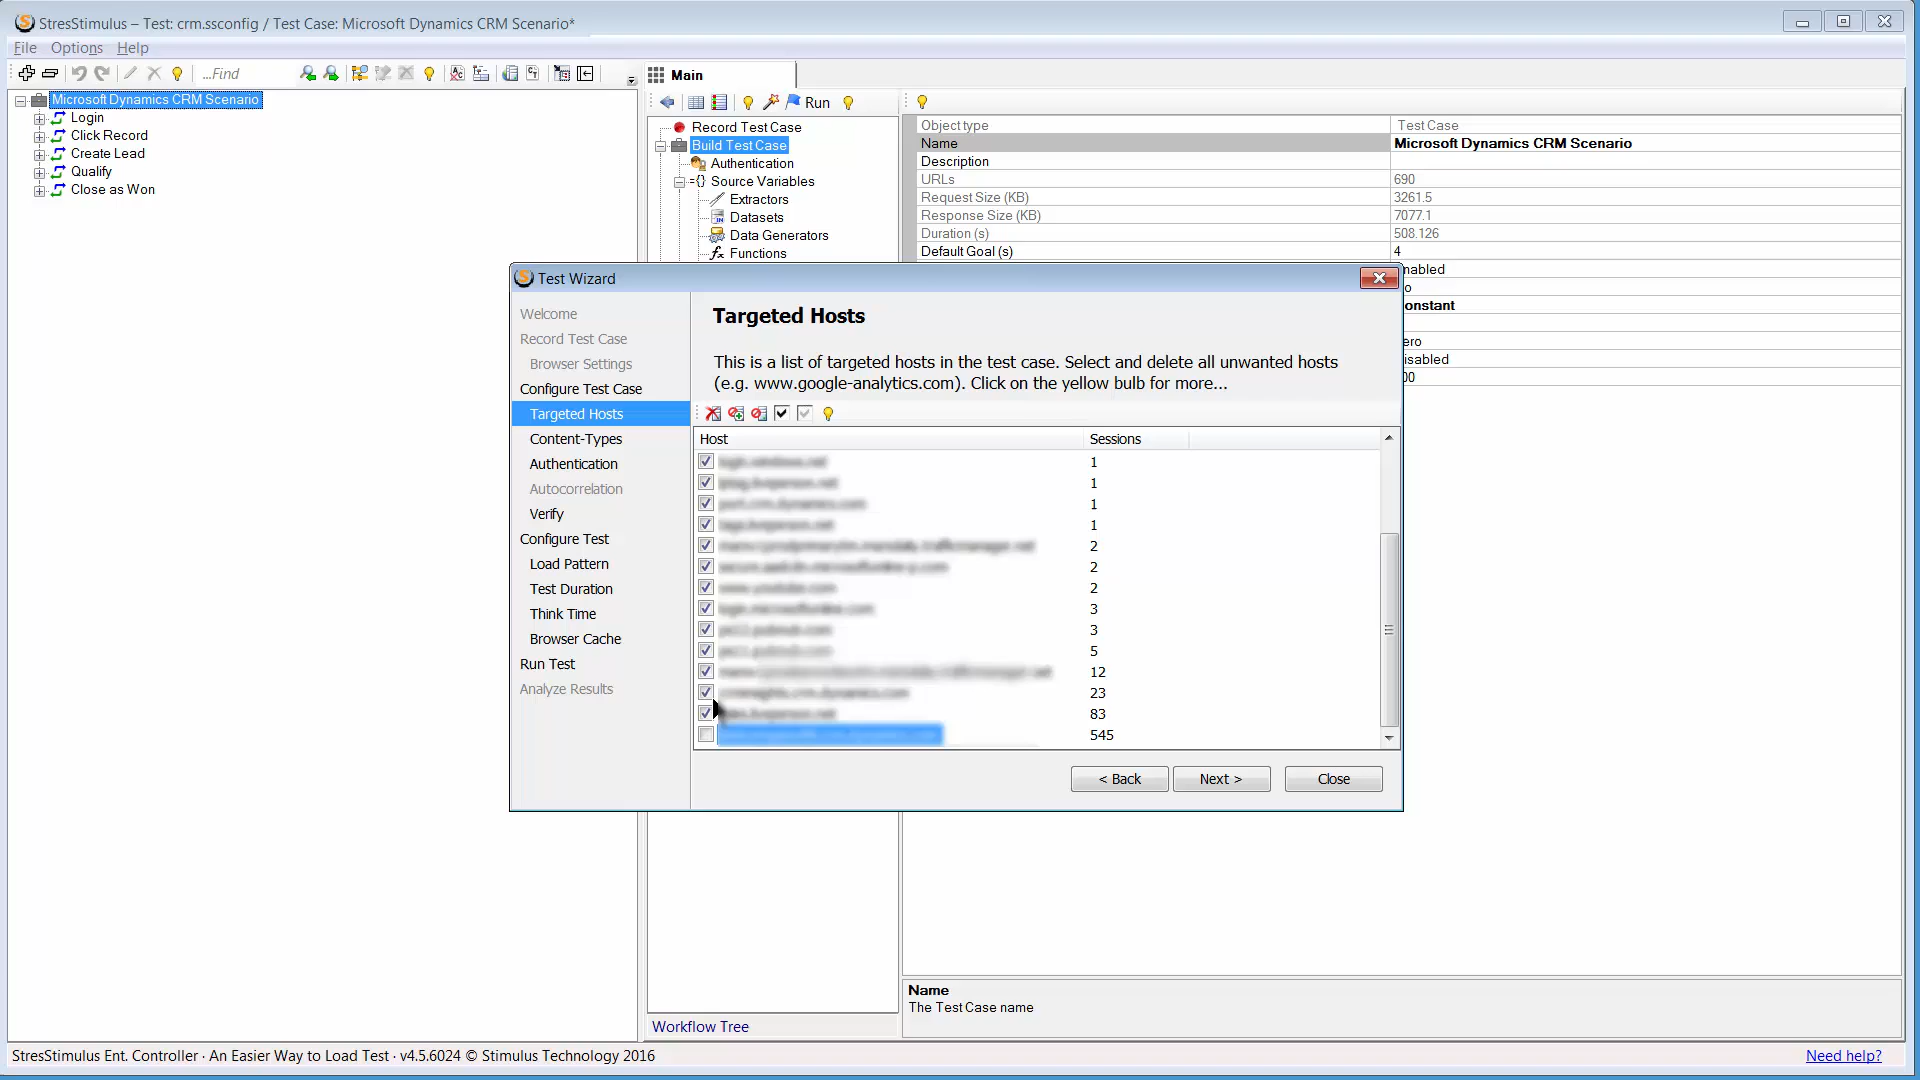 StresStimulus – Test: crm.ssconfig / Test Case: Microsoft Dynamics CRM Scenario*
File Options Help
...Find
Microsoft Dynamics CRM Scenario
Login
Click Record
Create Lead
Qualify
Close as Won
Main
Run
Record Test Case
Build Test Case
Authentication
Source Variables
Extractors
Datasets
Data Generators
Functions
Object type Test Case
Name Microsoft Dynamics CRM Scenario
Description
URLs 690
Request Size (KB) 3261.5
Response Size (KB) 7077.1
Duration (s) 508.126
Default Goal (s) 4
nabled
o
onstant
ero
isabled
00
Test Wizard
Welcome
Record Test Case
Browser Settings
Configure Test Case
Targeted Hosts
Content-Types
Authentication
Autocorrelation
Verify
Configure Test
Load Pattern
Test Duration
Think Time
Browser Cache
Run Test
Analyze Results
Targeted Hosts
This is a list of targeted hosts in the test case. Select and delete all unwanted hosts
(e.g. www.google-analytics.com). Click on the yellow bulb for more...
Host Sessions
1
1
1
1
2
2
2
3
3
5
12
23
83
545
< Back Next > Close
Name
The Test Case name
Workflow Tree
StresStimulus Ent. Controller · An Easier Way to Load Test · v4.5.6024 © Stimulus Technology 2016
Need help?